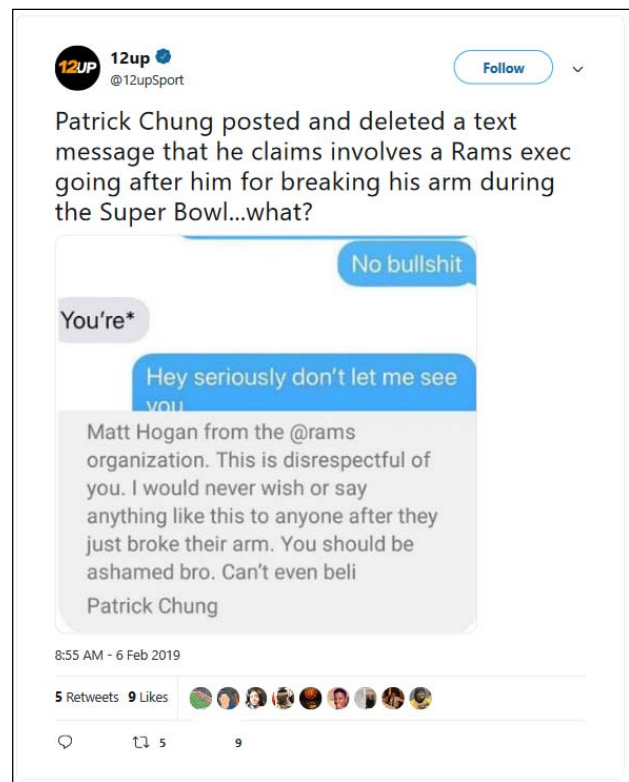 12UP
12up
@12upSport
Follow
Patrick Chung posted and deleted a text
message that he claims involves a Rams exec
going after him for breaking his arm during
the Super Bowl...what?
No bullshit
You're*
Hey seriously don't let me see
you
Matt Hogan from the @rams
organization. This is disrespectful of
you. I would never wish or say
anything like this to anyone after they
just broke their arm. You should be
ashamed bro. Can't even beli
Patrick Chung
8:55 AM - 6 Feb 2019
5 Retweets 9 Likes
5 9